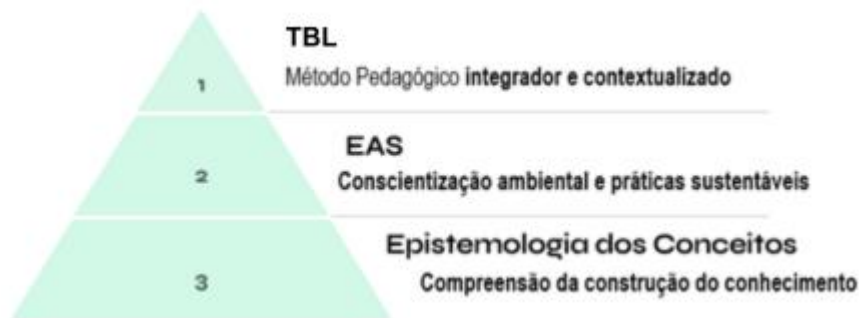 TBL
1
Método Pedagógico integrador e contextualizado
EAS
2
Conscientização ambiental e práticas sustentáveis
Epistemologia dos Conceitos
3
Compreensão da construção do conhecimento